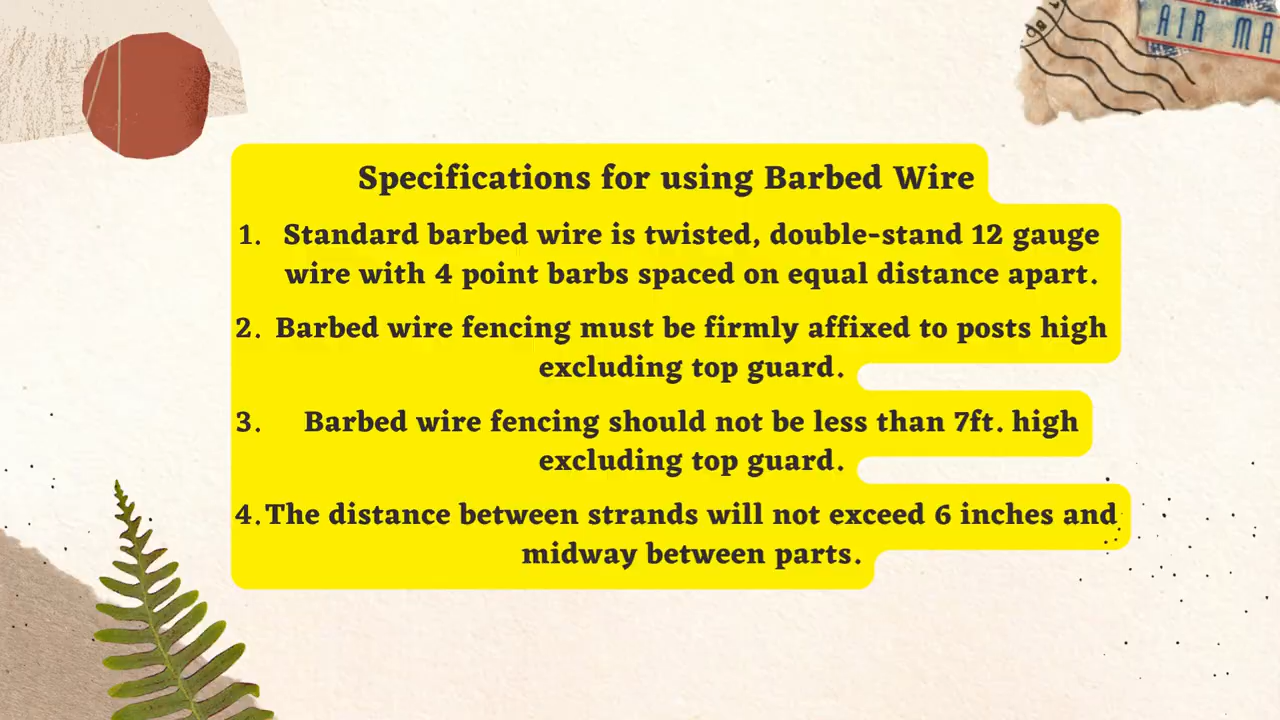 AIR MA
Specifications for using Barbed Wire
1. Standard barbed wire is twisted, double-stand 12 gauge
wire with 4 point barbs spaced on equal distance apart.
2. Barbed wire fencing must be firmly affixed to posts high
excluding top guard.
3. Barbed wire fencing should not be less than 7ft. high
excluding top guard.
4. The distance between strands will not exceed 6 inches and
midway between parts.